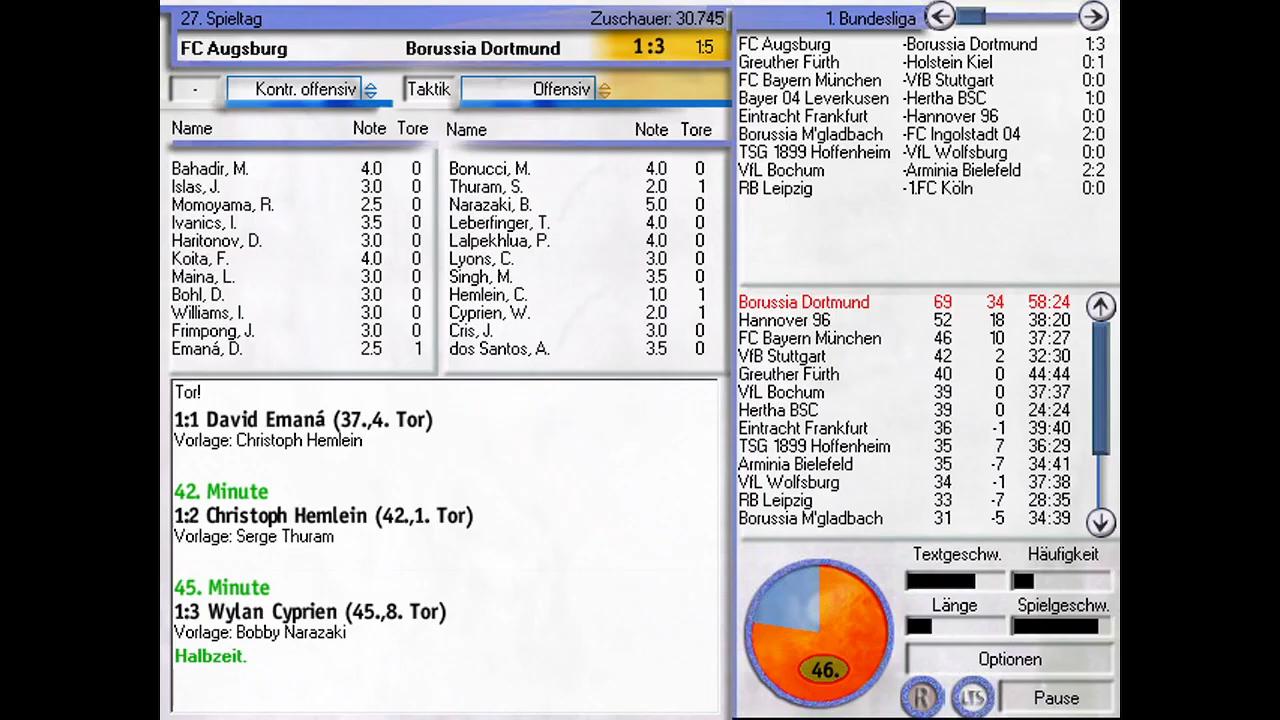 27. Spieltag Zuschauer: 30.745
FC Augsburg Borussia Dortmund 1:3 1:5
- Kontr. offensiv Taktik Offensiv
Name Note Tore Name Note Tore
Bahadir, M. 4.0 0 Bonucci, M. 4.0 0
Islas, J. 3.0 0 Thuram, S. 2.0 1
Momoyama, R. 2.5 0 Narazaki, B. 5.0 0
Ivanics, I. 3.5 0 Leberfinger, T. 4.0 0
Haritonov, D. 3.0 0 Lalpekhlua, P. 4.0 0
Koita, F. 4.0 0 Lyons, C. 3.0 0
Maina, L. 3.0 0 Singh, M. 3.5 0
Bohl, D. 3.0 0 Hemlein, C. 1.0 1
Williams, I. 3.0 0 Cyprien, W. 2.0 1
Frimpong, J. 3.0 0 Cris, J. 3.0 0
Emaná, D. 2.5 1 dos Santos, A. 3.5 0
Tor!
1:1 David Emaná (37.,4. Tor)
Vorlage: Christoph Hemlein
42. Minute
1:2 Christoph Hemlein (42.,1. Tor)
Vorlage: Serge Thuram
45. Minute
1:3 Wylan Cyprien (45.,8. Tor)
Vorlage: Bobby Narazaki
Halbzeit.
1. Bundesliga
FC Augsburg -Borussia Dortmund 1:3
Greuther Fürth -Holstein Kiel 0:1
FC Bayern München -VfB Stuttgart 0:0
Bayer 04 Leverkusen -Hertha BSC 1:0
Eintracht Frankfurt -Hannover 96 0:0
Borussia M'gladbach -FC Ingolstadt 04 2:0
TSG 1899 Hoffenheim -VfL Wolfsburg 0:0
VfL Bochum -Arminia Bielefeld 2:2
RB Leipzig -1.FC Köln 0:0
Borussia Dortmund 69 34 58:24
Hannover 96 52 18 38:20
FC Bayern München 46 10 37:27
VfB Stuttgart 42 2 32:30
Greuther Fürth 40 0 44:44
VfL Bochum 39 0 37:37
Hertha BSC 39 0 24:24
Eintracht Frankfurt 36 -1 39:40
TSG 1899 Hoffenheim 35 7 36:29
Arminia Bielefeld 35 -7 34:41
VfL Wolfsburg 34 -1 37:38
RB Leipzig 33 -7 28:35
Borussia M'gladbach 31 -5 34:39
Textgeschw. Häufigkeit
Länge Spielgeschw.
46.
Optionen
R LTS Pause